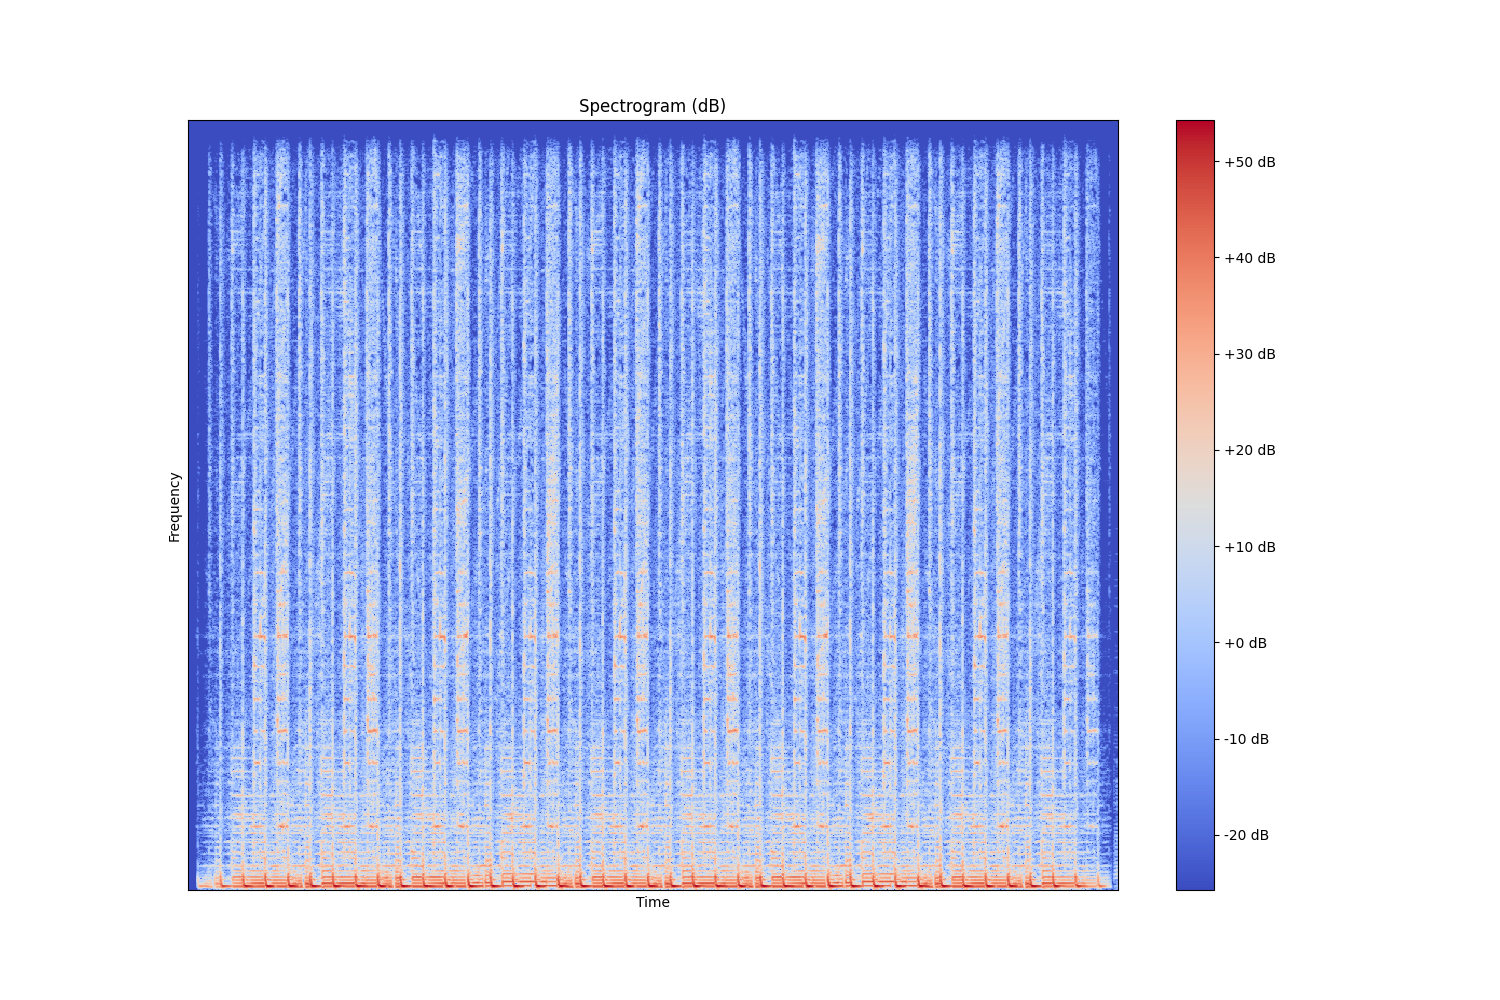 Spectrogram (dB)
Frequency
Time
+50 dB
+40 dB
+30 dB
+20 dB
+10 dB
+0 dB
-10 dB
-20 dB